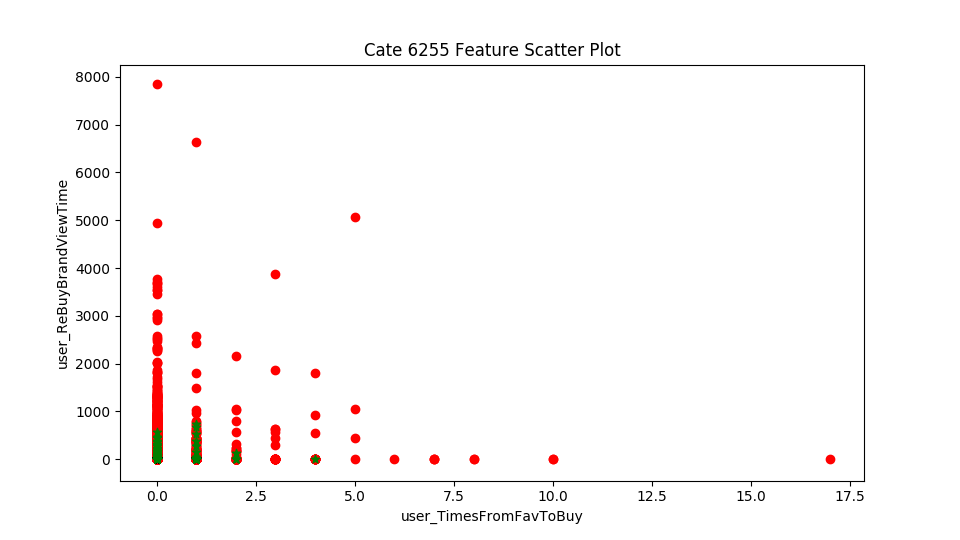 Cate 6255 Feature Scatter Plot
8000
7000
6000
5000
4000
3000
2000
1000
0
user_ReBuyBrandViewTime
0.0 2.5 5.0 7.5 10.0 12.5 15.0 17.5
user_TimesFromFavToBuy